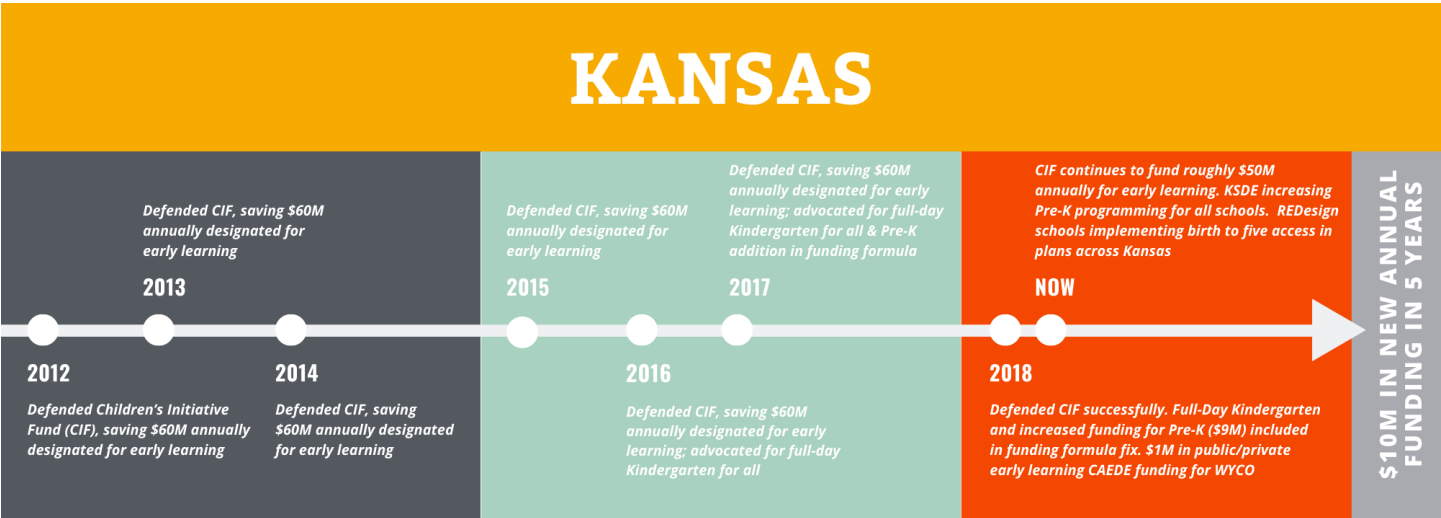 KANSAS
Defended CIF, saving $60M
annually designated for
early learning
2013
2012
Defended Children's Initiative
Fund (CIF), saving $60M annually
designated for early learning
2014
Defended CIF, saving
$60M annually designated
for early learning
Defended CIF, saving $60M
annually designated for
early learning
2015
Defended CIF, saving $60M
annually designated for early
learning; advocated for full-day
Kindergarten for all & Pre-K
addition in funding formula
2017
2016
Defended CIF, saving $60M
annually designated for early
learning; advocated for full-day
Kindergarten for all
CIF continues to fund roughly $50M
annually for early learning. KSDE increasing
Pre-K programming for all schools.  REDesign
schools implementing birth to five access in
plans across Kansas
NOW
2018
Defended CIF successfully. Full-Day Kindergarten
and increased funding for Pre-K ($9M) included
in funding formula fix. $1M in public/private
early learning CAEDE funding for WYCO
$10M IN NEW ANNUAL
FUNDING IN 5 YEARS